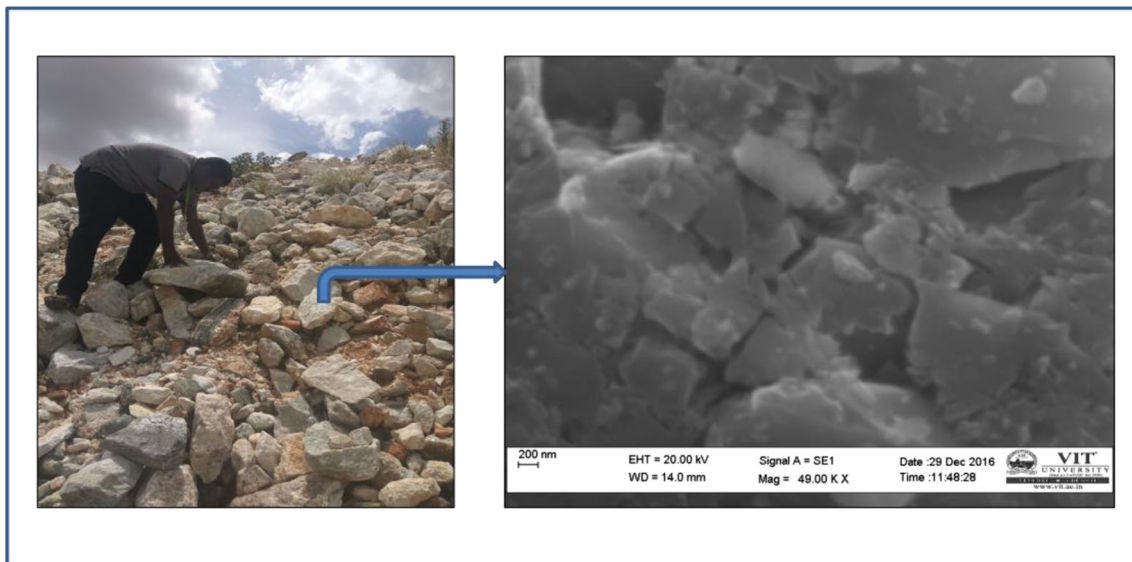 200 nm
EHT = 20.00 kV
WD = 14.0 mm
Signal A = SE1
Mag = 49.00 K X
Date :29 Dec 2016
Time :11:48:28
VIT
UNIVERSITY
www.vit.ac.in